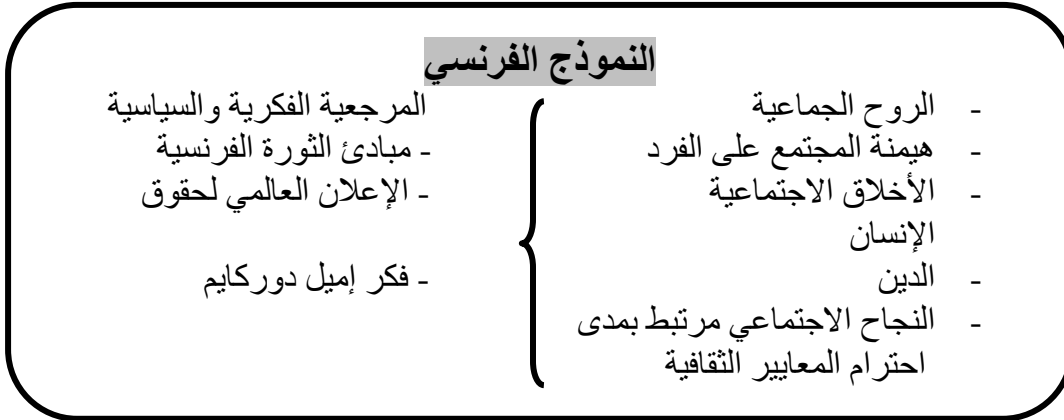 النموذج الفرنسي
- الروح الجماعية
- هيمنة المجتمع على الفرد
- الأخلاق الاجتماعية
الإنسان
- الدين
- النجاح الاجتماعي مرتبط بمدى
احترام المعايير الثقافية
المرجعية الفكرية والسياسية
- مبادئ الثورة الفرنسية
- الإعلان العالمي لحقوق
- فكر إميل دوركايم